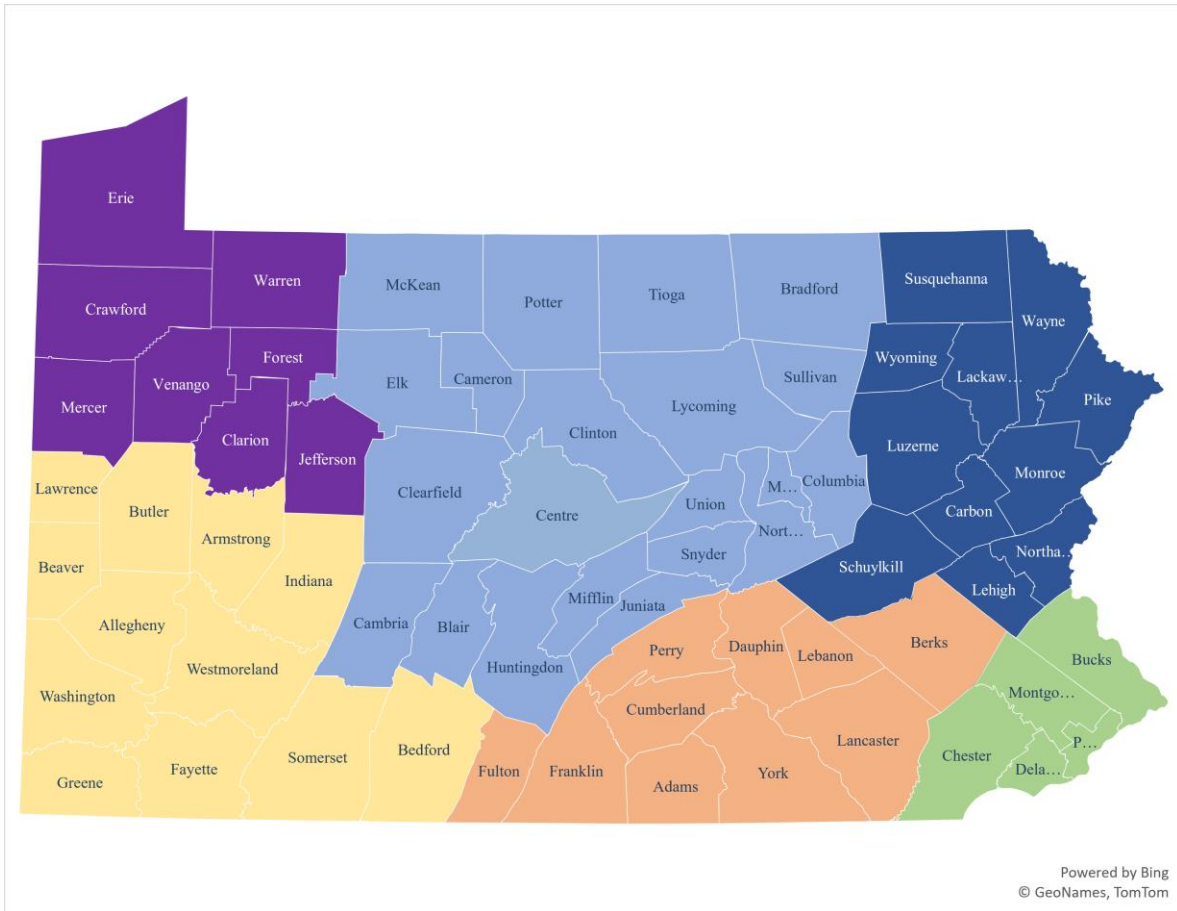 Erie
Warren
McKean
Potter
Tioga
Bradford
Susquehanna
Crawford
Wayne
Forest
Venango
Elk
Cameron
Sullivan
Wyoming
Lackaw...
Mercer
Lycoming
Pike
Clarion
Jefferson
Clinton
Luzerne
Lawrence
Butler
Clearfield
M...
Columbia
Monroe
Union
Carbon
Centre
Armstrong
Nort ...
Northa..
Beaver
Indiana
Snyder
Schuylkill
Lehigh
Mifflin
Juniata
Allegheny
Cambria
Blair
Perry
Dauphin
Lebanon
Berks
Bucks
Westmoreland
Huntingdon
Montgo...
Washington
Cumberland
Lancaster
P...
Bedford
Somerset
Chester
Dela...
Greene
Fayette
Fulton
Franklin
Adams
York
Powered by Bing
© GeoNames, TomTom